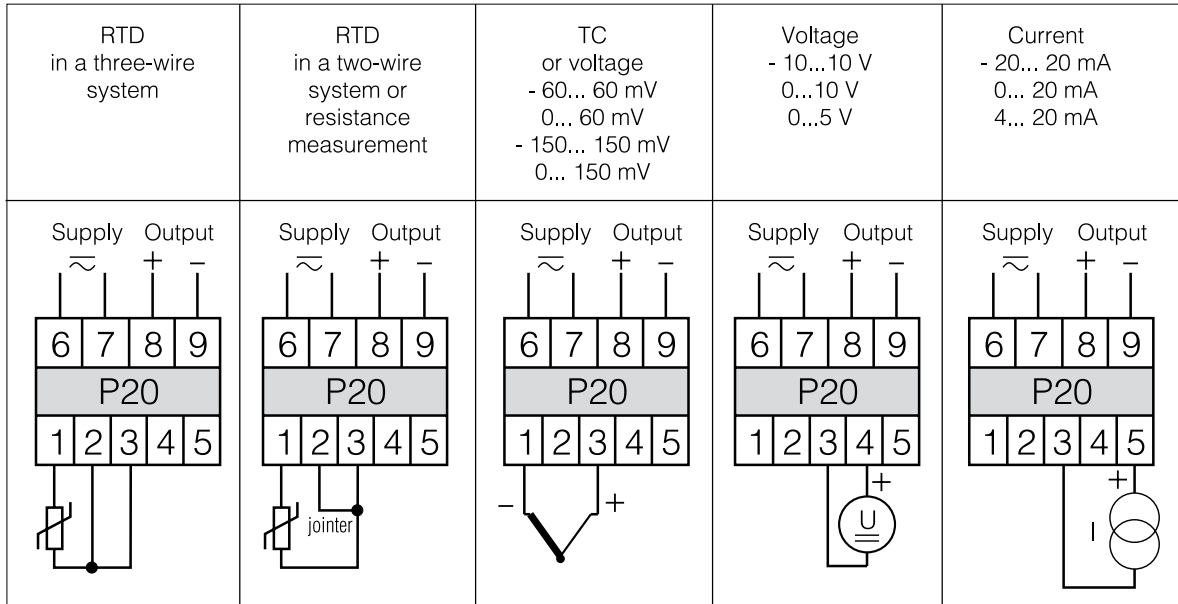 RTD
in a three-wire
system
RTD
in a two-wire
system or
resistance
measurement
TC
or voltage
- 60... 60 mV
0... 60 mV
- 150... 150 mV
0... 150 mV
Voltage
- 10...10 V
0...10 V
0...5 V
Current
- 20... 20 mA
0... 20 mA
4... 20 mA
Supply Output
+ −
6 7 8 9
P20
1 2 3 4 5
Supply Output
+ −
6 7 8 9
P20
1 2 3 4 5
jointer
Supply Output
+ −
6 7 8 9
P20
1 2 3 4 5
− +
Supply Output
+ −
6 7 8 9
P20
1 2 3 4 5
+
U
Supply Output
+ −
6 7 8 9
P20
1 2 3 4 5
+
I